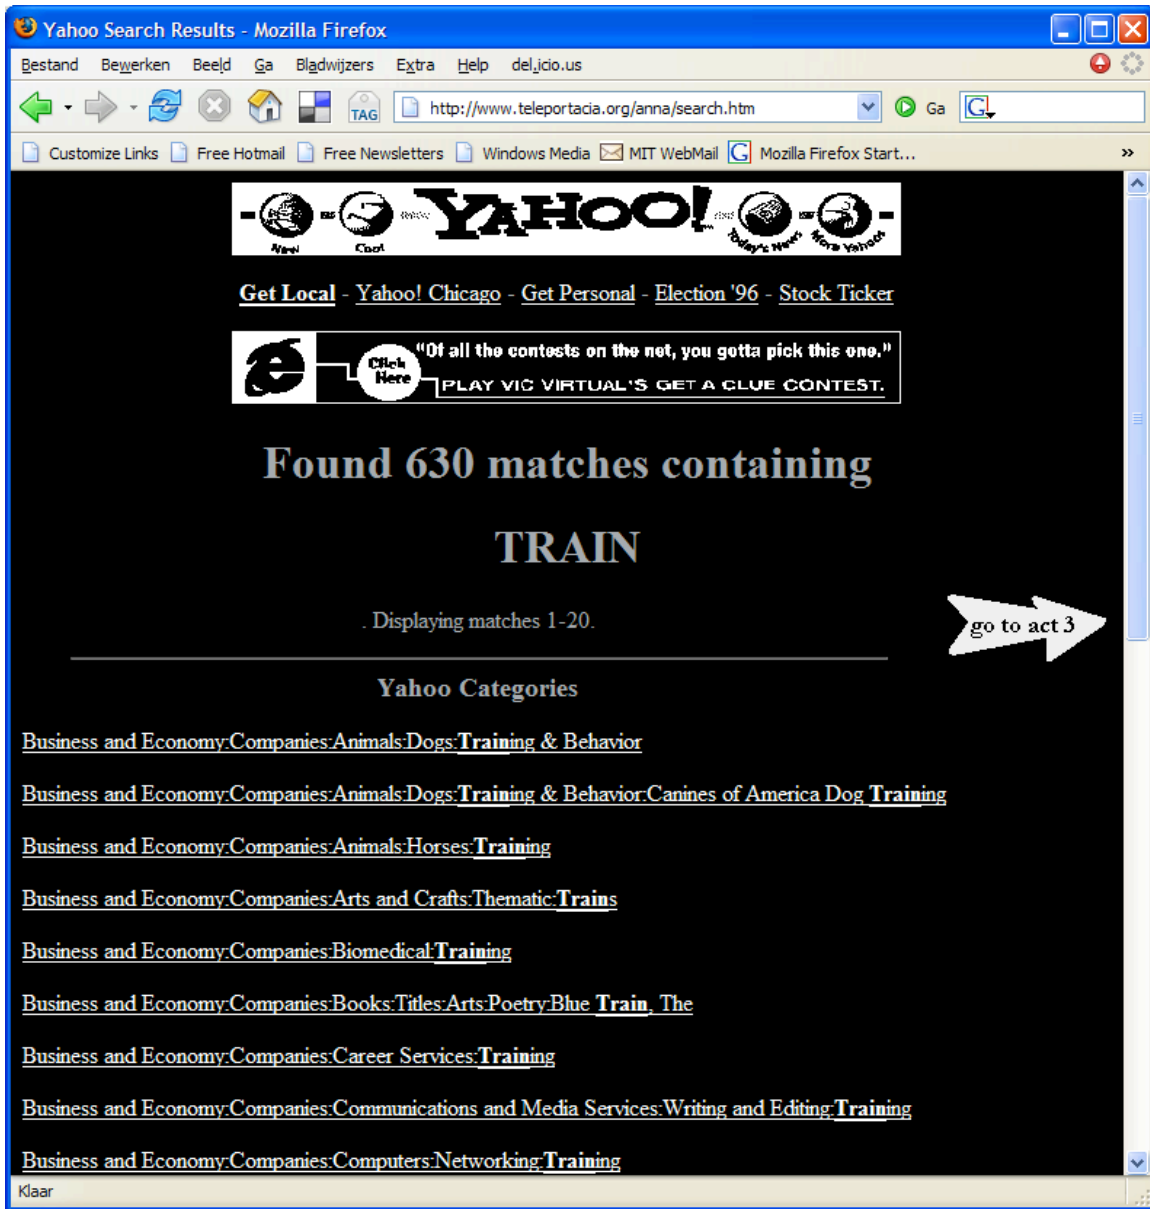 Yahoo Search Results - Mozilla Firefox
Bestand Bewerken Beeld Ga Bladwijzers Extra Help del.icio.us
TAG http://www.teleportacia.org/anna/search.htm Ga G
Customize Links Free Hotmail Free Newsletters Windows Media MIT WebMail G Mozilla Firefox Start... »
YAHOO!
New Cool Today's News More Yahoos
Get Local - Yahoo! Chicago - Get Personal - Election '96 - Stock Ticker
Click Here "Of all the contests on the net, you gotta pick this one."
PLAY VIC VIRTUAL'S GET A CLUE CONTEST.
Found 630 matches containing
TRAIN
. Displaying matches 1-20.
go to act 3
Yahoo Categories
Business and Economy:Companies:Animals:Dogs:Training & Behavior
Business and Economy:Companies:Animals:Dogs:Training & Behavior:Canines of America Dog Training
Business and Economy:Companies:Animals:Horses:Training
Business and Economy:Companies:Arts and Crafts:Thematic:Trains
Business and Economy:Companies:Biomedical:Training
Business and Economy:Companies:Books:Titles:Arts:Poetry:Blue Train, The
Business and Economy:Companies:Career Services:Training
Business and Economy:Companies:Communications and Media Services:Writing and Editing:Training
Business and Economy:Companies:Computers:Networking:Training
Klaar